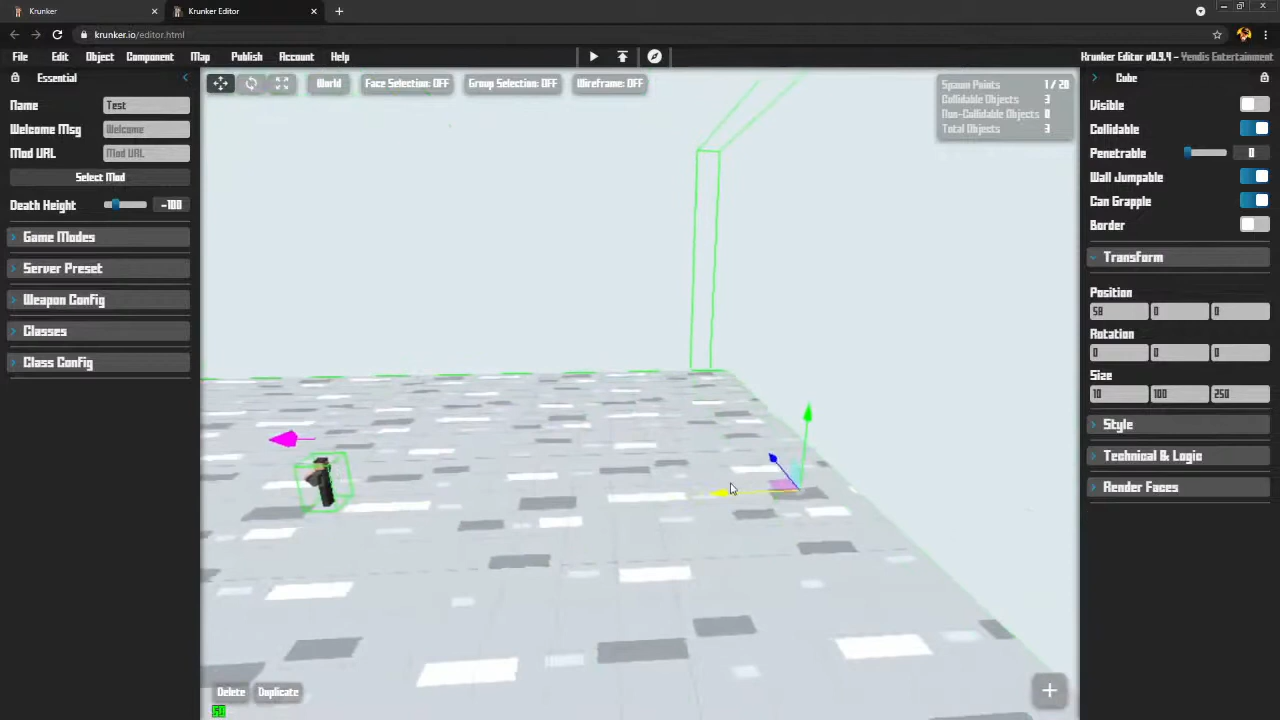 Krunker
Krunker Editor
krunker.io/editor.html
File Edit Object Component Map Publish Account Help
Krunker Editor v0.9.4 - Yendis Entertainment
Essential
Name Test
Welcome Msg Welcome
Mod URL Mod URL
Select Mod
Death Height -100
Game Modes
Server Preset
Weapon Config
Classes
Class Config
World Face Selection: OFF Group Selection: OFF Wireframe: OFF
Spawn Points 1 / 20
Collidable Objects 3
Non-Collidable Objects 0
Total Objects 3
Delete Duplicate
58
Cube
Visible
Collidable
Penetrable 0
Wall Jumpable
Can Grapple
Border
Transform
Position
58 0 0
Rotation
0 0 0
Size
10 100 250
Style
Technical & Logic
Render Faces